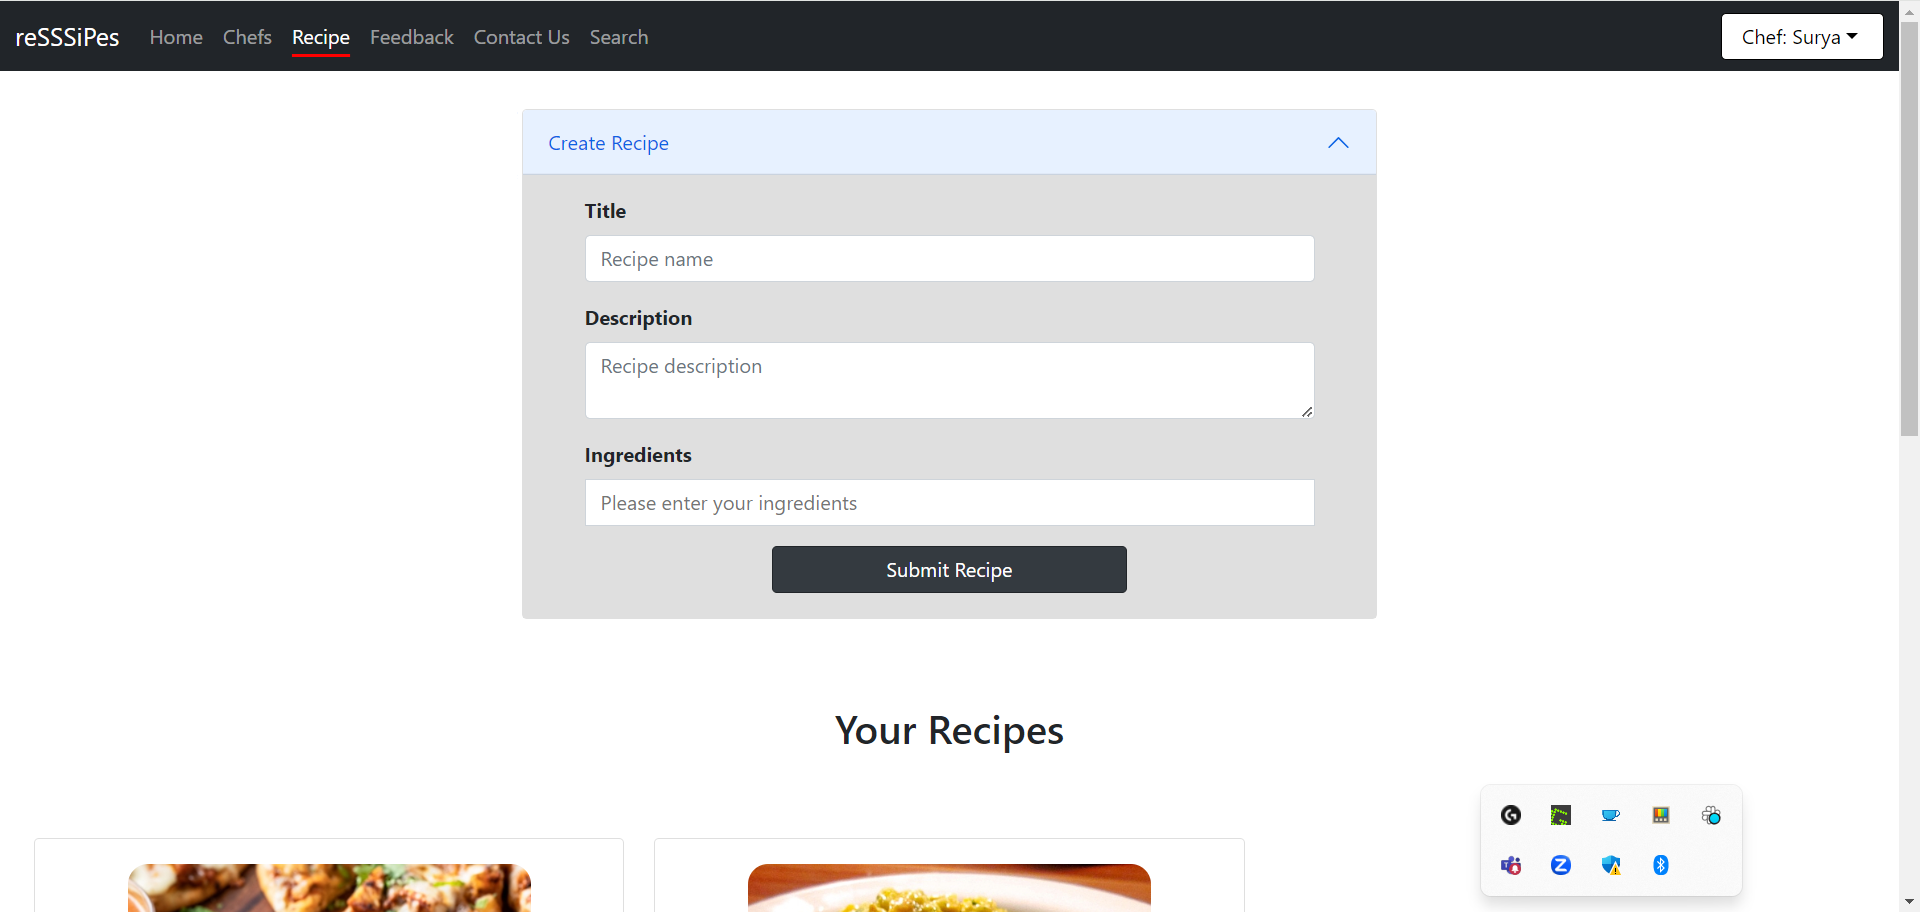 reSSSiPes Home Chefs Recipe Feedback Contact Us Search Chef: Surya
Create Recipe
Title
Recipe name
Description
Recipe description
Ingredients
Please enter your ingredients
Submit Recipe
Your Recipes